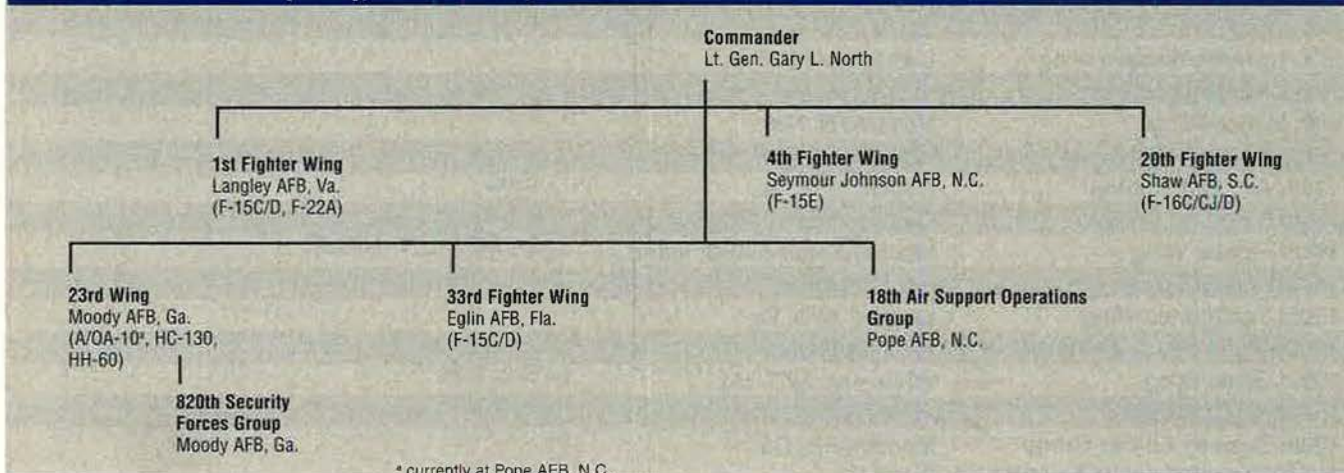 Commander
Lt. Gen. Gary L. North
1st Fighter Wing
Langley AFB, Va.
(F-15C/D, F-22A)
4th Fighter Wing
Seymour Johnson AFB, N.C.
(F-15E)
20th Fighter Wing
Shaw AFB, S.C.
(F-16C/CJ/D)
23rd Wing
Moody AFB, Ga.
(A/OA-10ª, HC-130,
HH-60)
33rd Fighter Wing
Eglin AFB, Fla.
(F-15C/D)
18th Air Support Operations
Group
Pope AFB, N.C.
820th Security
Forces Group
Moody AFB, Ga.
ª currently at Pope AFB, N.C.